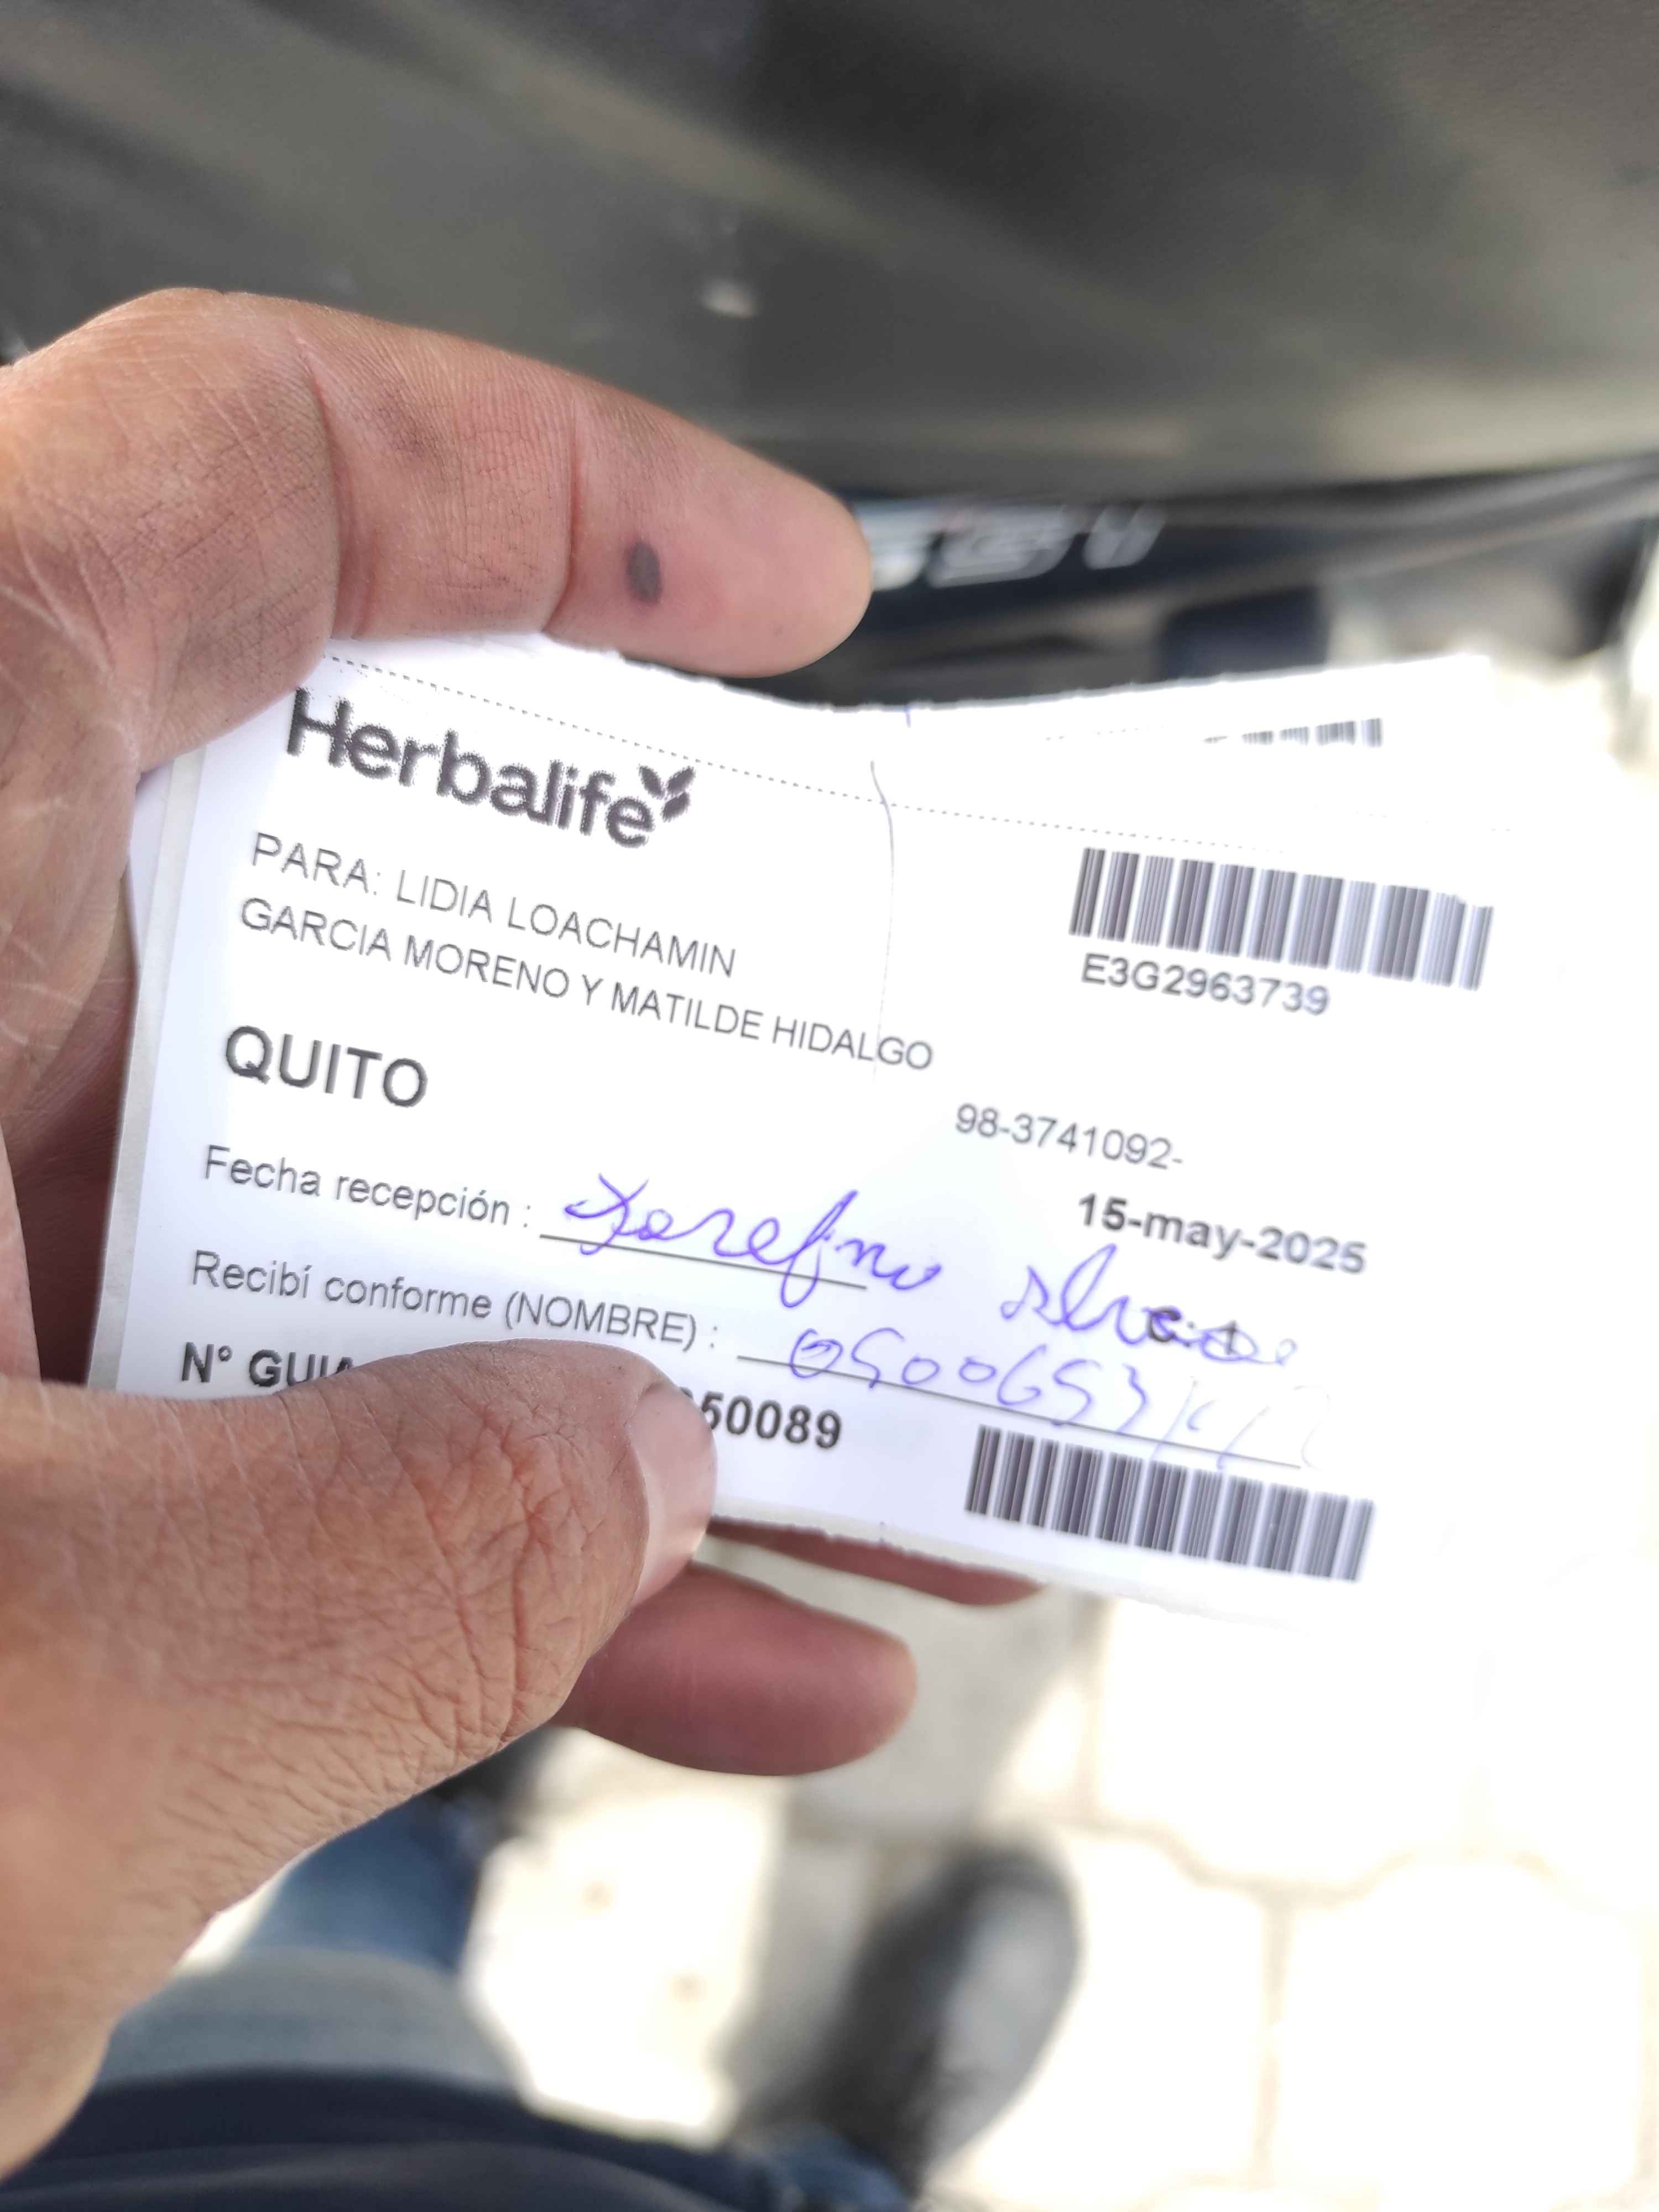 Herbalife
PARA: LIDIA LOACHAMIN
GARCIA MORENO Y MATILDE HIDALGO
E3G2963739
QUITO
98-3741092-
15-may-2025
Fecha recepción :
Recibí conforme (NOMBRE) :
C. I.
N° GUIA
50089